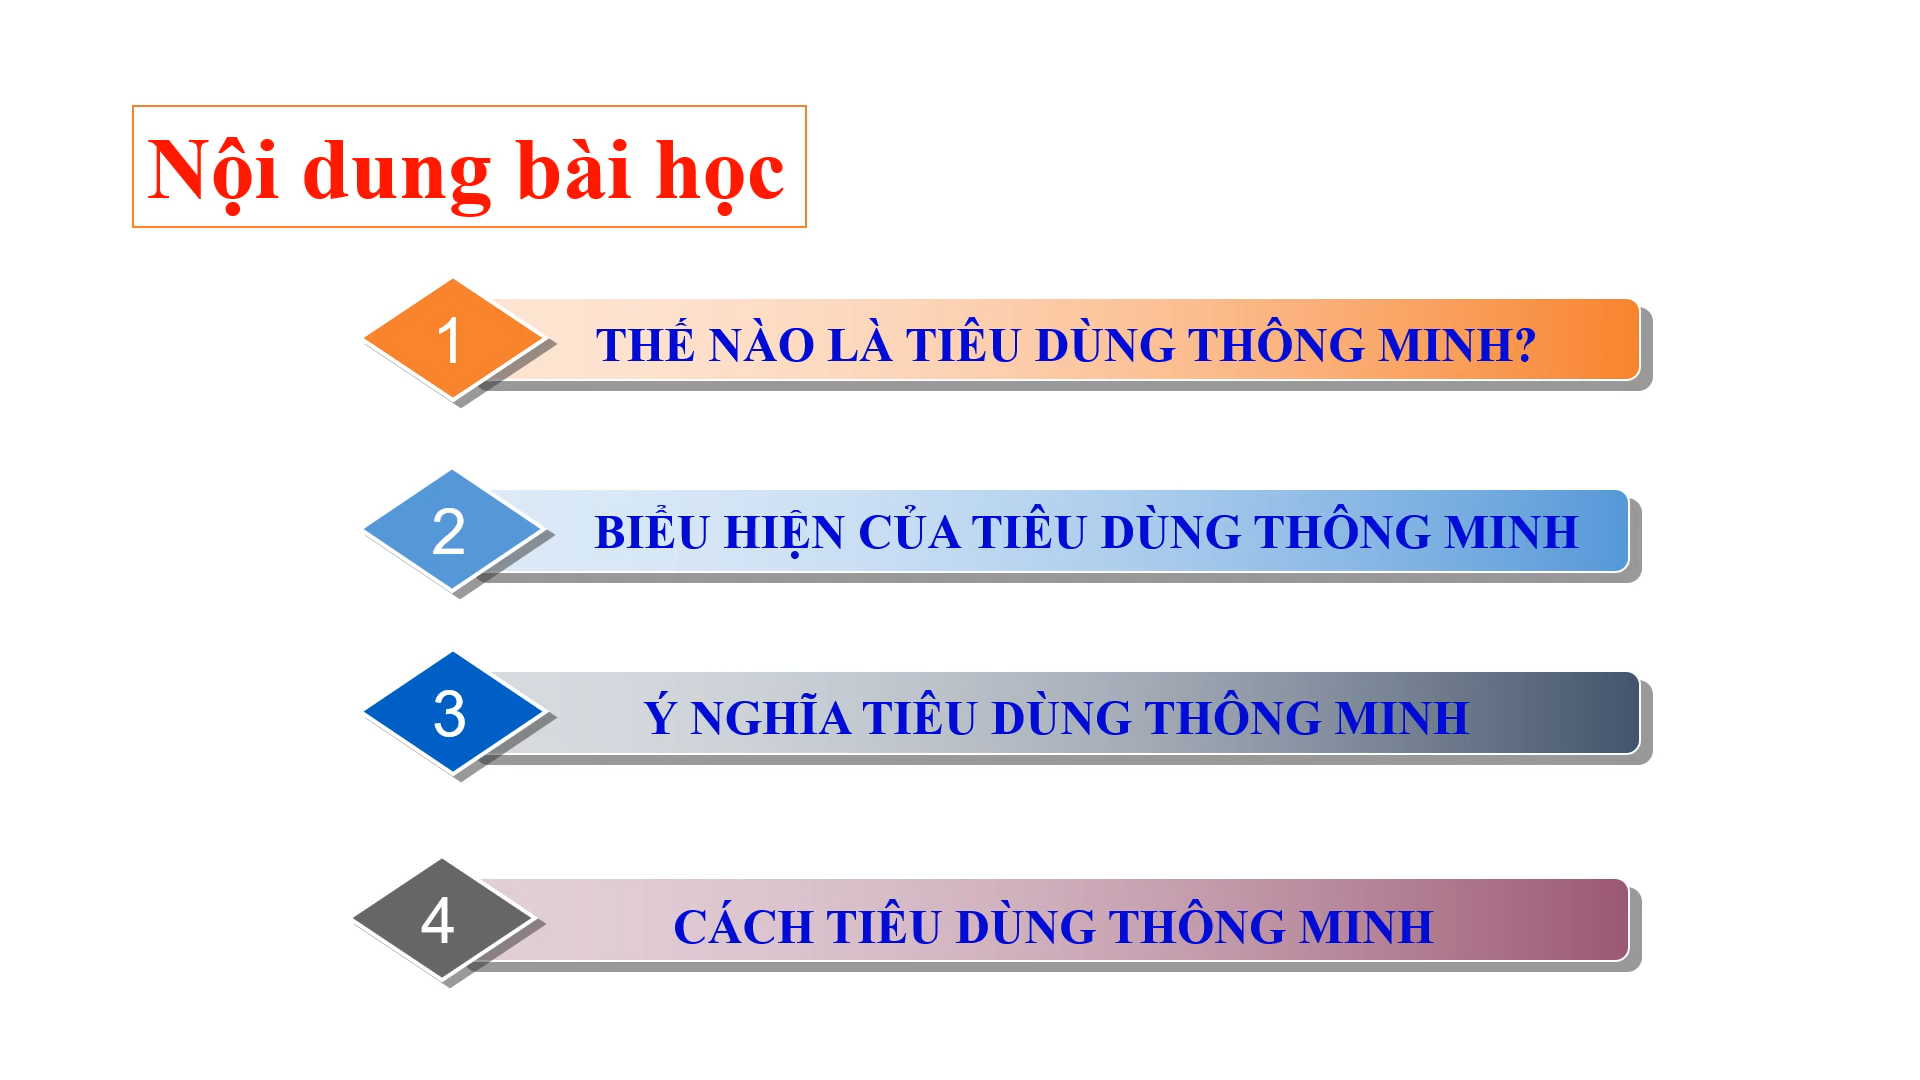 Nội dung bài học
1 THẾ NÀO LÀ TIÊU DÙNG THÔNG MINH?
2 BIỂU HIỆN CỦA TIÊU DÙNG THÔNG MINH
3 Ý NGHĨA TIÊU DÙNG THÔNG MINH
4 CÁCH TIÊU DÙNG THÔNG MINH